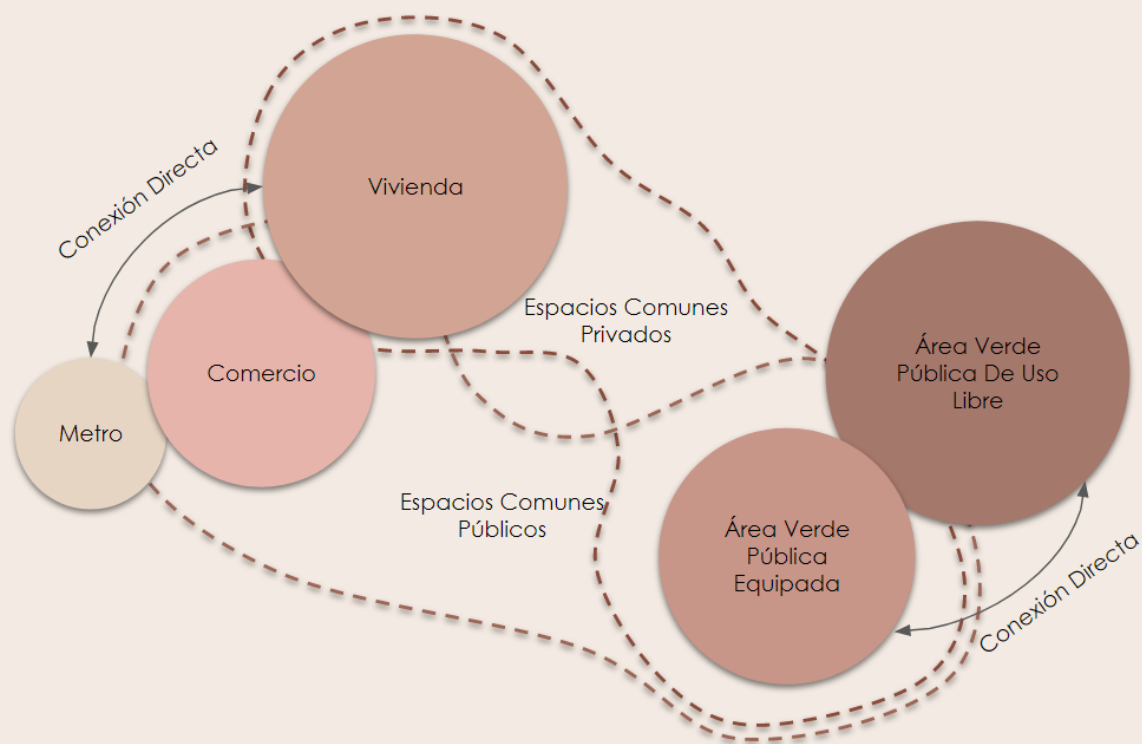 Conexión Directa
Vivienda
Espacios Comunes
Privados
Comercio
Metro
Área Verde
Pública De Uso
Libre
Espacios Comunes
Públicos
Área Verde
Pública
Equipada
Conexión Directa